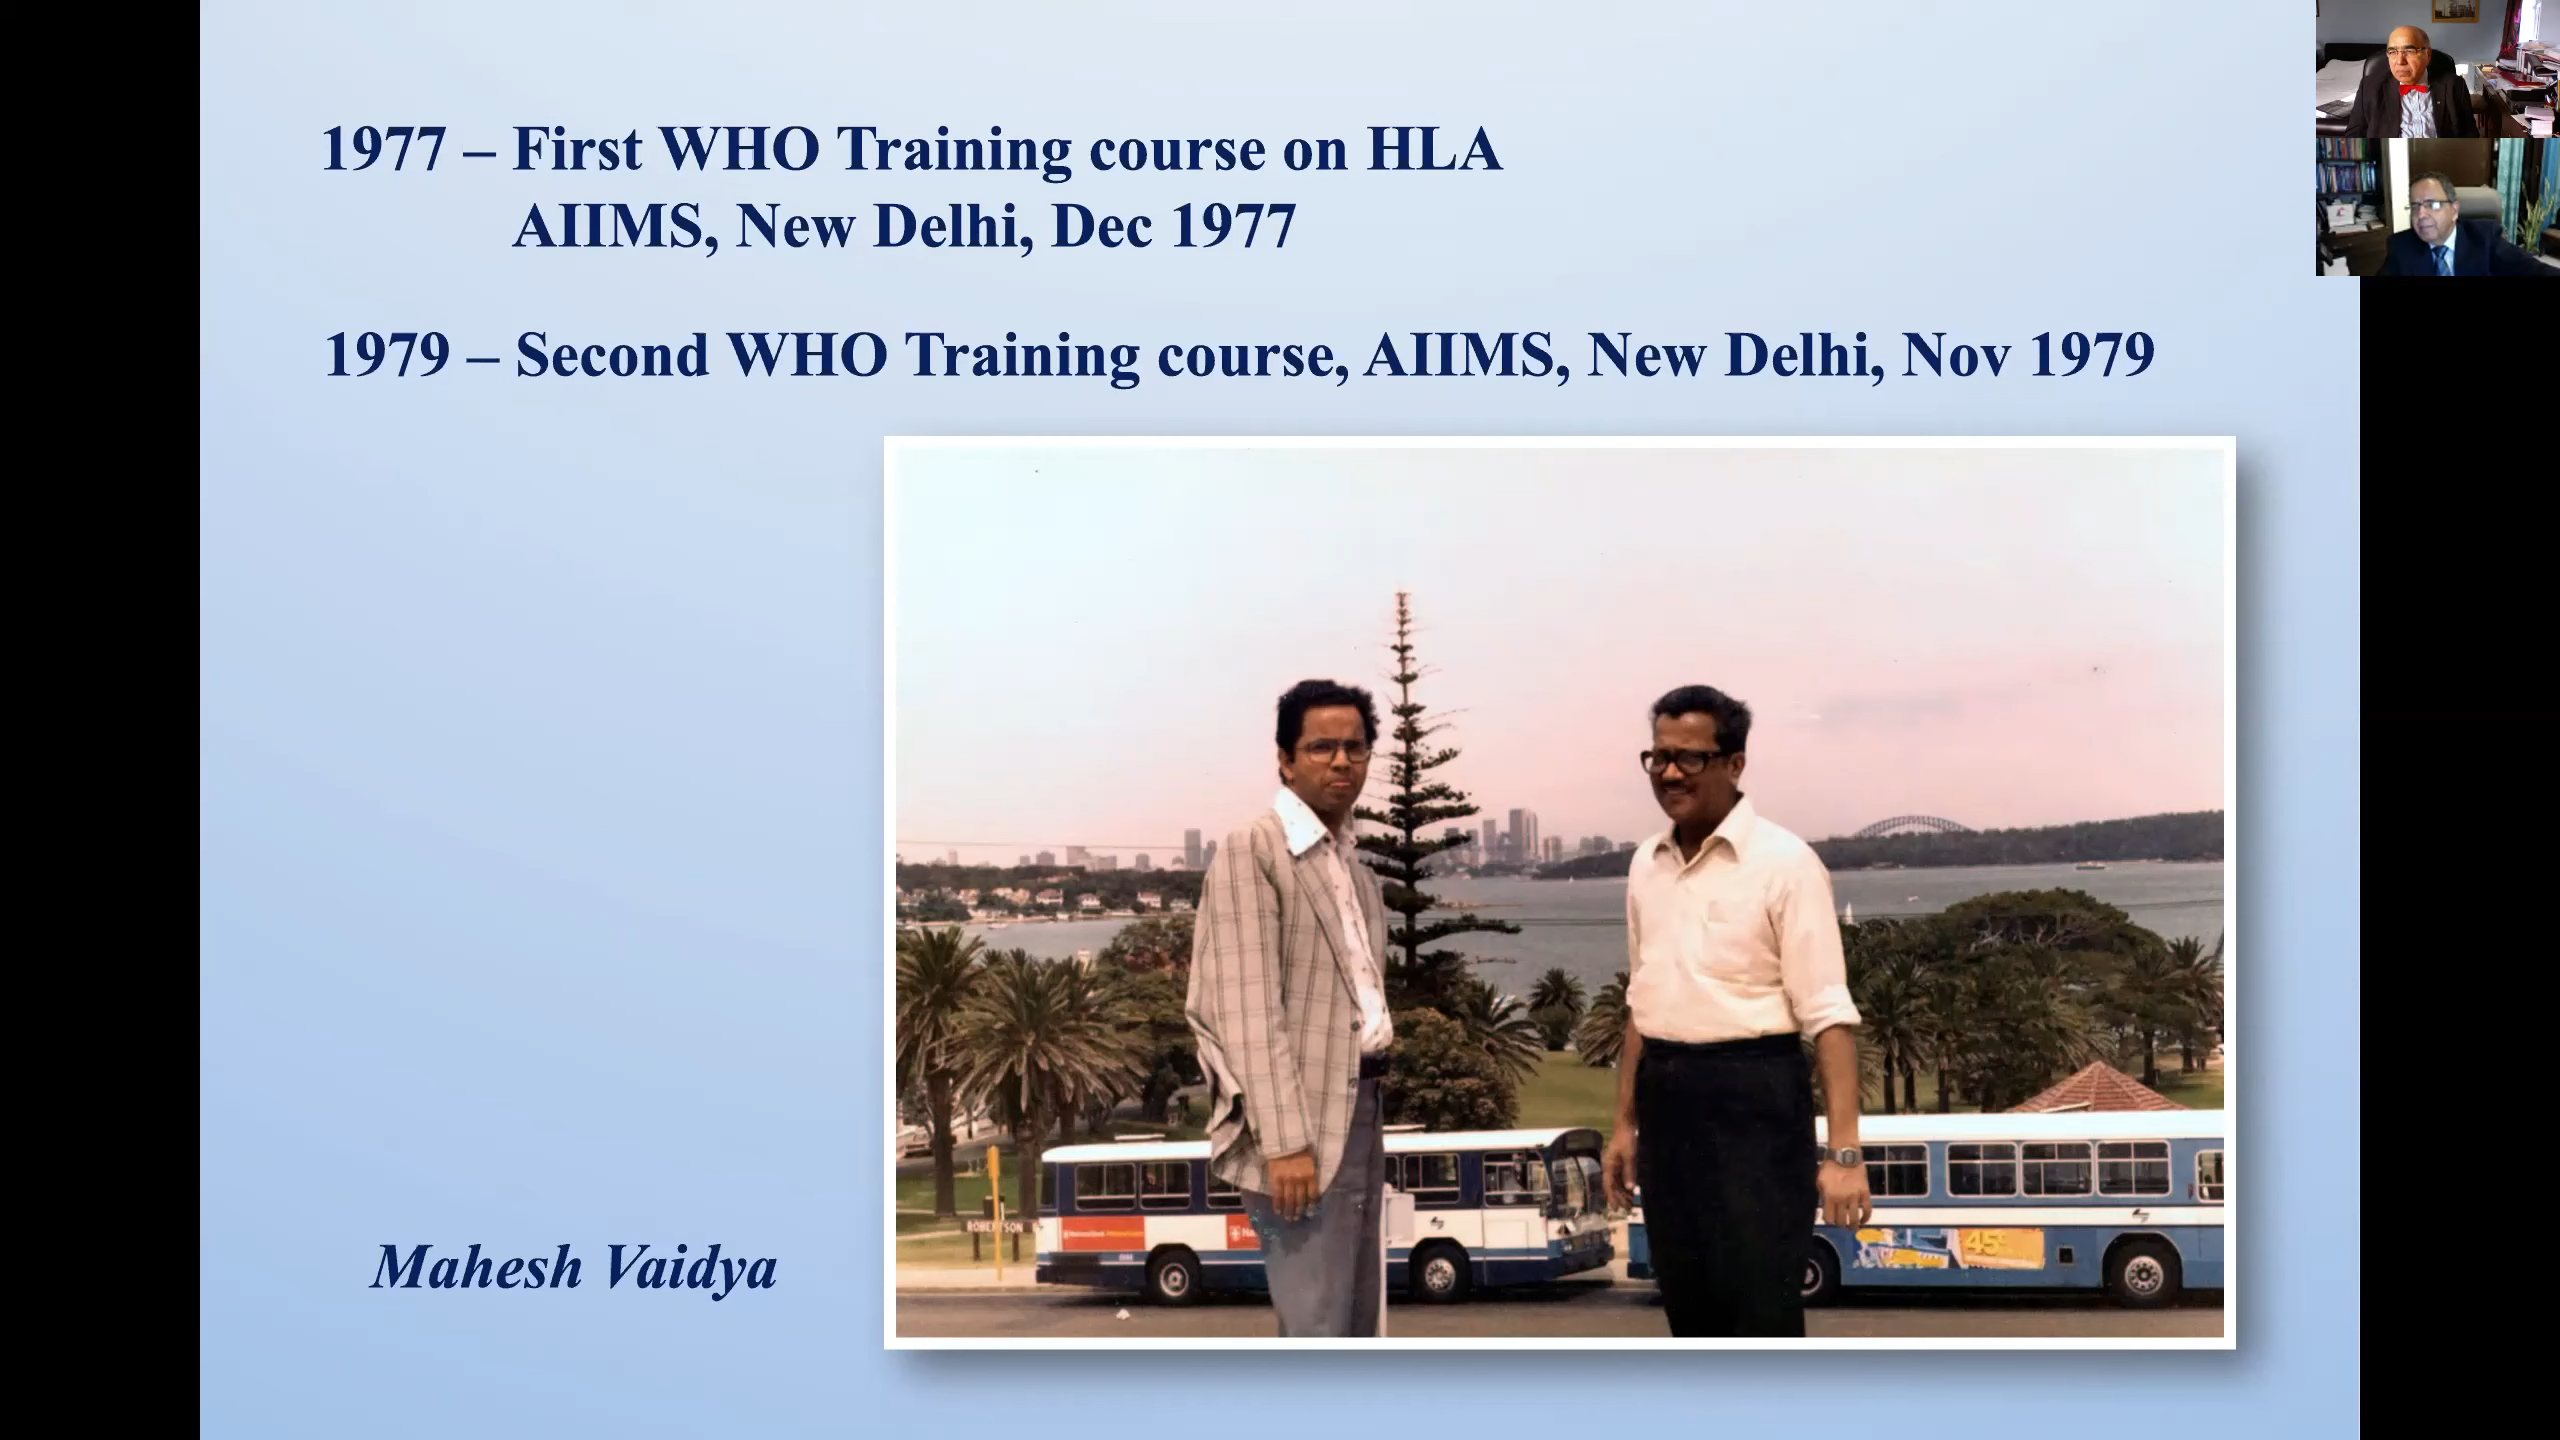 1977 – First WHO Training course on HLA
AIIMS, New Delhi, Dec 1977
1979 – Second WHO Training course, AIIMS, New Delhi, Nov 1979
Mahesh Vaidya
45c